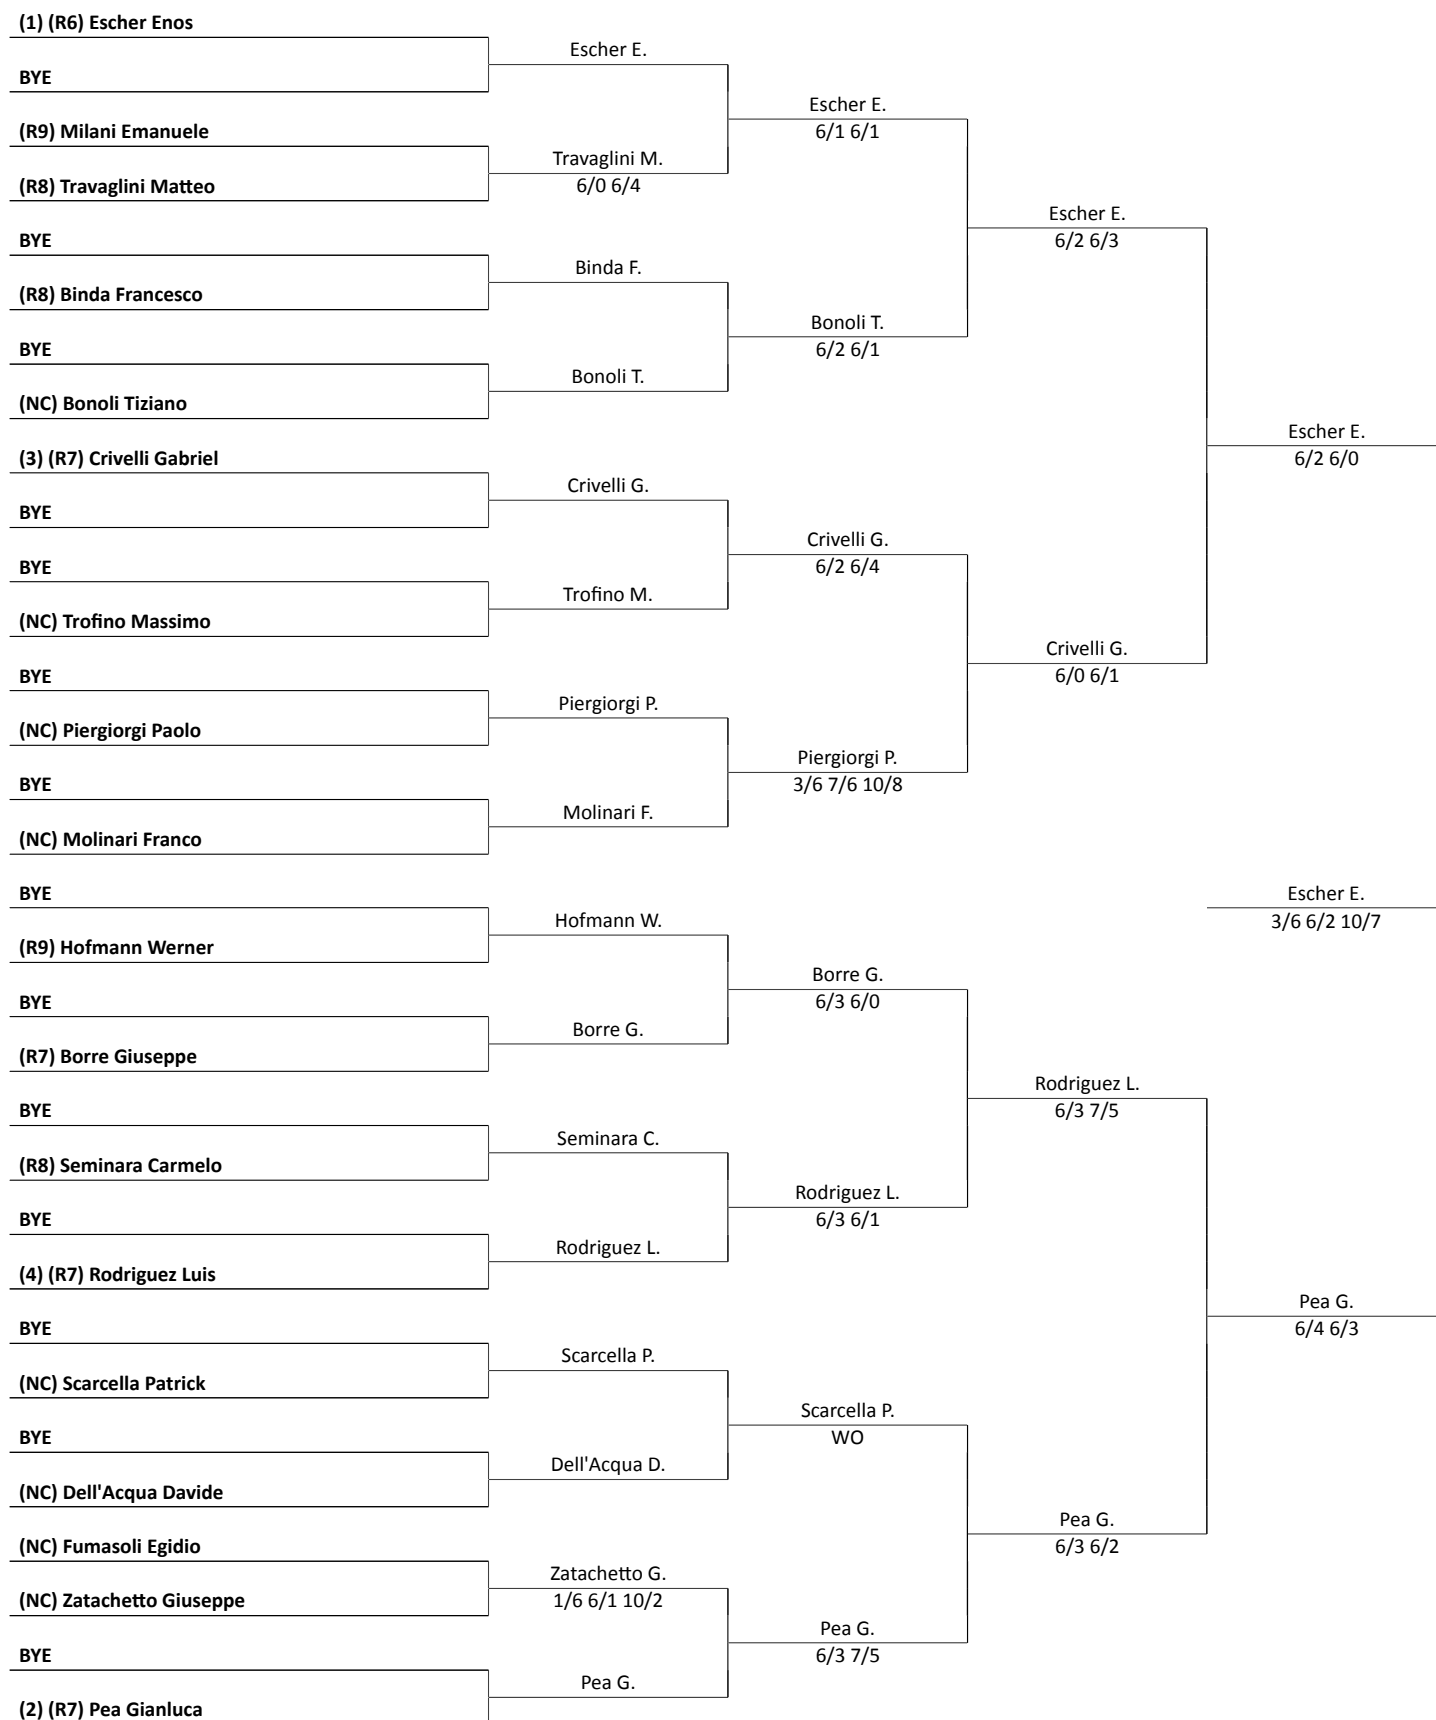 (1) (R6) Escher Enos
Escher E.
BYE
Escher E.
6/1 6/1
(R9) Milani Emanuele
Travaglini M.
6/0 6/4
(R8) Travaglini Matteo
Escher E.
6/2 6/3
BYE
Binda F.
(R8) Binda Francesco
Bonoli T.
6/2 6/1
BYE
Bonoli T.
(NC) Bonoli Tiziano
Escher E.
6/2 6/0
(3) (R7) Crivelli Gabriel
Crivelli G.
BYE
Crivelli G.
6/2 6/4
BYE
Trofino M.
(NC) Trofino Massimo
Crivelli G.
6/0 6/1
BYE
Piergiorgi P.
(NC) Piergiorgi Paolo
Piergiorgi P.
3/6 7/6 10/8
BYE
Molinari F.
(NC) Molinari Franco
BYE
Escher E.
3/6 6/2 10/7
Hofmann W.
(R9) Hofmann Werner
Borre G.
6/3 6/0
BYE
Borre G.
(R7) Borre Giuseppe
Rodriguez L.
6/3 7/5
BYE
Seminara C.
(R8) Seminara Carmelo
Rodriguez L.
6/3 6/1
BYE
Rodriguez L.
(4) (R7) Rodriguez Luis
Pea G.
6/4 6/3
BYE
Scarcella P.
(NC) Scarcella Patrick
Scarcella P.
WO
BYE
Dell'Acqua D.
(NC) Dell'Acqua Davide
Pea G.
6/3 6/2
(NC) Fumasoli Egidio
Zatachetto G.
1/6 6/1 10/2
(NC) Zatachetto Giuseppe
Pea G.
6/3 7/5
BYE
Pea G.
(2) (R7) Pea Gianluca